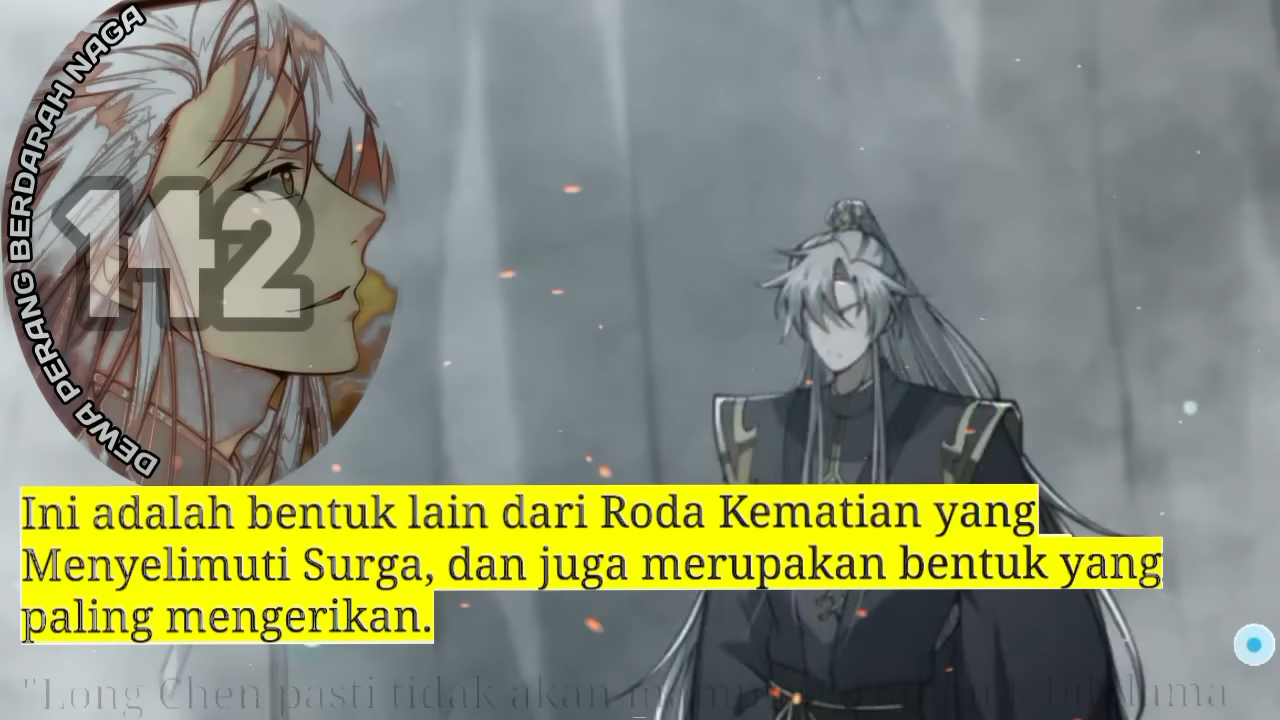 DEWA PERANG BERDARAH NAGA
142
Ini adalah bentuk lain dari Roda Kematian yang
Menyelimuti Surga, dan juga merupakan bentuk yang
paling mengerikan.
"Long Chen pasti tidak akan